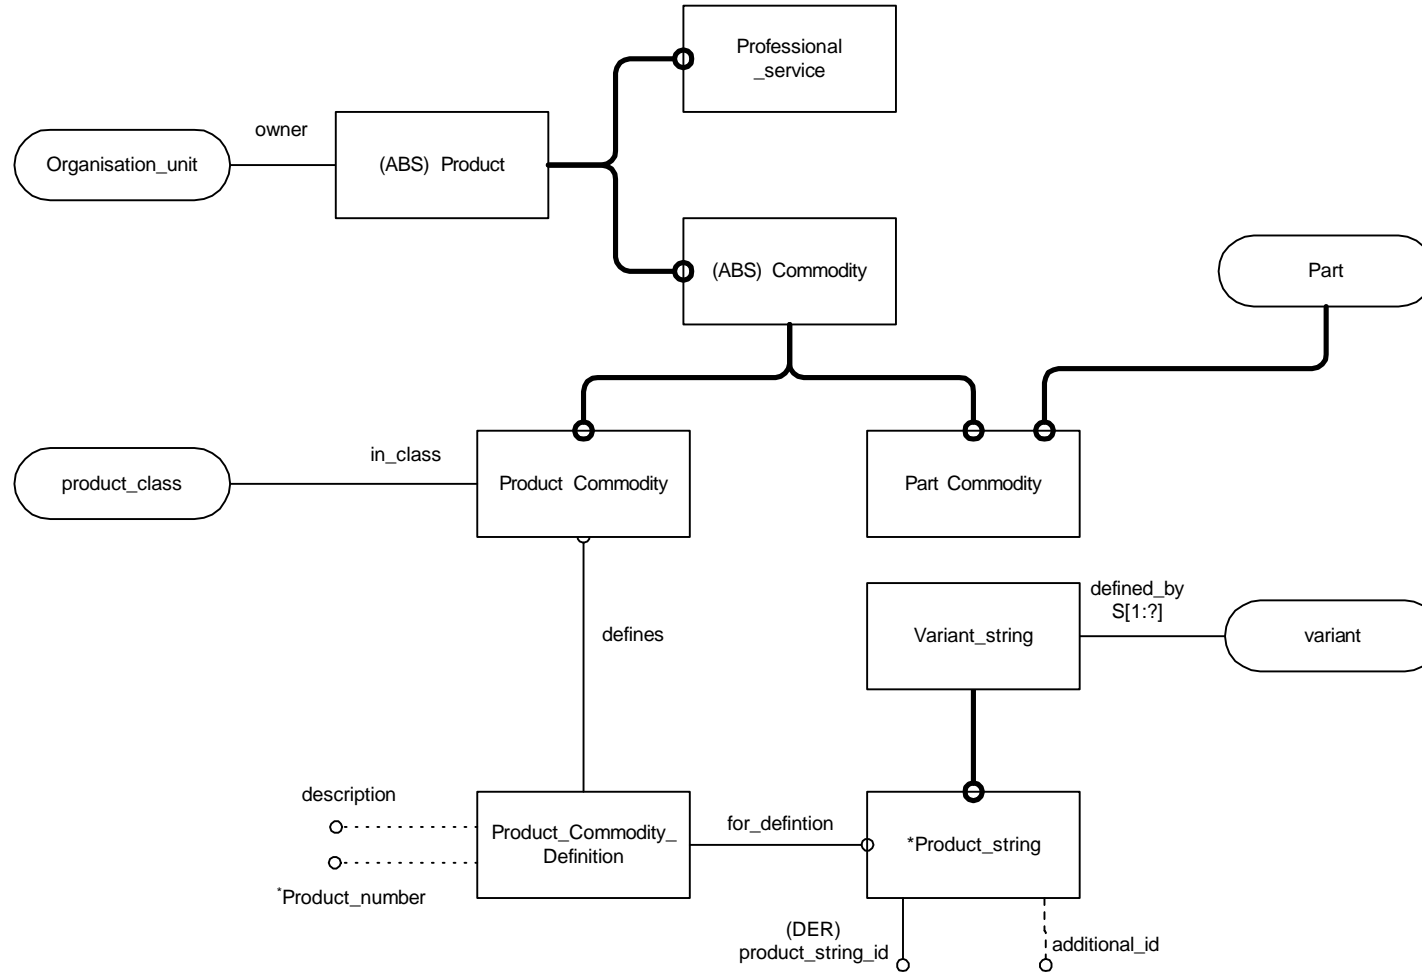 Professional
_service
owner
Organisation_unit
(ABS) Product
(ABS) Commodity
Part
in_class
product_class
Product Commodity
Part Commodity
defined_by
S[1:?]
defines
Variant_string
variant
description
for_defintion
Product_Commodity_
Definition
*Product_string
*Product_number
(DER)
product_string_id
additional_id